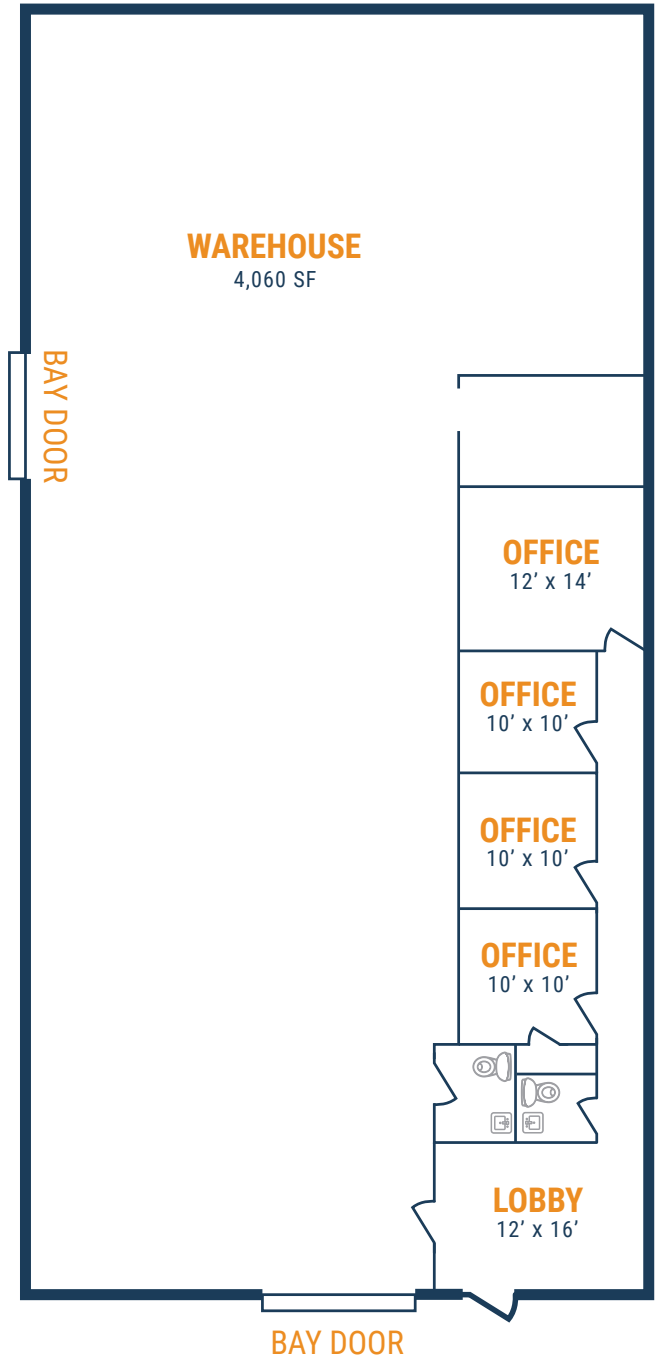 WAREHOUSE
4,060 SF
BAY DOOR
OFFICE
12’ x 14’
OFFICE
10’ x 10’
OFFICE
10’ x 10’
OFFICE
10’ x 10’
LOBBY
12’ x 16’
BAY DOOR